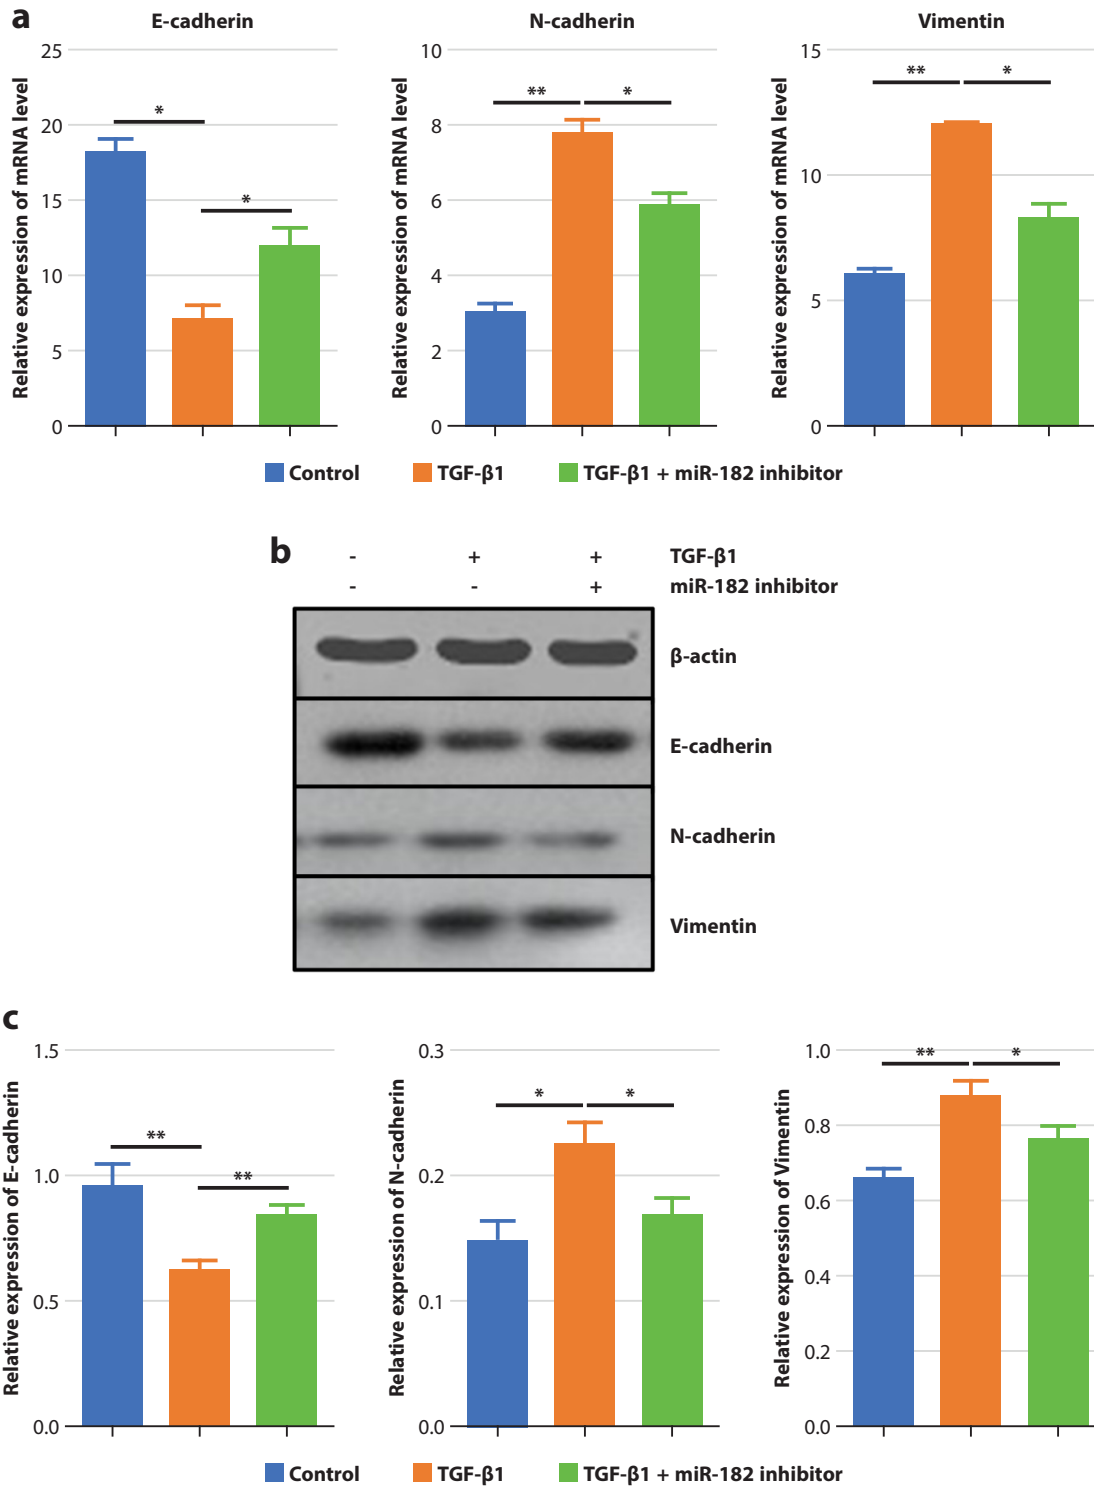 a
E-cadherin
N-cadherin
Vimentin
Relative expression of mRNA level
25
20
15
10
5
0
*
*
Relative expression of mRNA level
10
8
6
4
2
0
**
*
Relative expression of mRNA level
15
10
5
0
**
*
Control
TGF-β1
TGF-β1 + miR-182 inhibitor
b
- + + TGF-β1
- - + miR-182 inhibitor
β-actin
E-cadherin
N-cadherin
Vimentin
c
Relative expression of E-cadherin
1.5
1.0
0.5
0.0
**
**
Relative expression of N-cadherin
0.3
0.2
0.1
0.0
*
*
Relative expression of Vimentin
1.0
0.8
0.6
0.4
0.2
0.0
**
*
Control
TGF-β1
TGF-β1 + miR-182 inhibitor